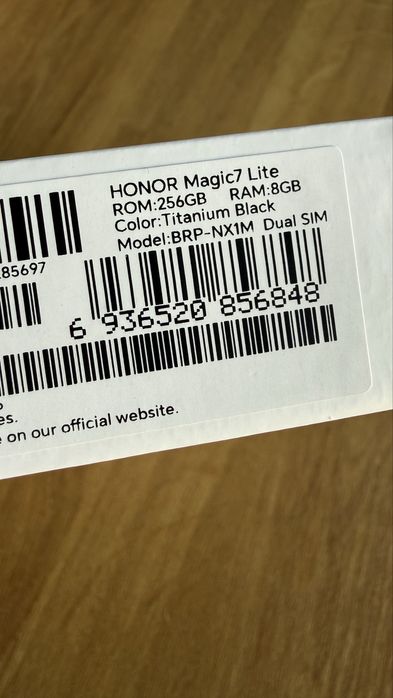 HONOR Magic7 Lite
ROM:256GB RAM:8GB
Color:Titanium Black
Model:BRP-NX1M Dual SIM
85697
6 936520 856848
es.
on our official website.